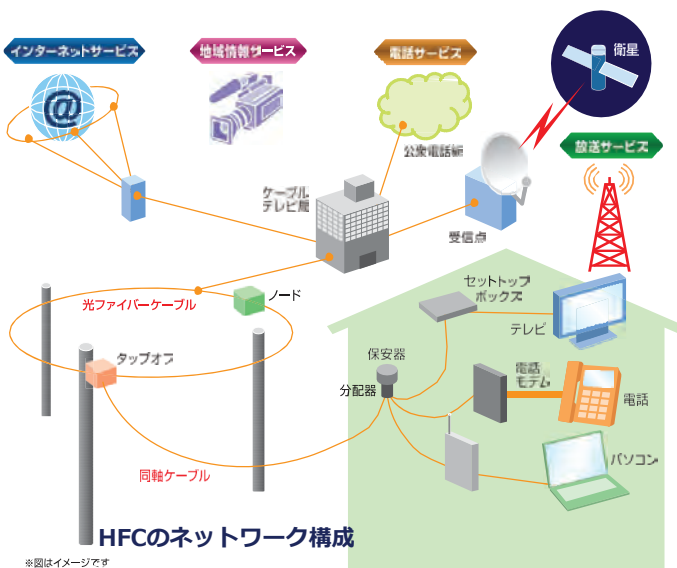 インターネットサービス
地域情報サービス
電話サービス
衛星
@
放送サービス
公衆電話網
ケーブル
テレビ局
受信点
セットトップ
ボックス
光ファイバーケーブル
ノード
テレビ
タップオフ
保安器
電話
モデム
分配器
電話
同軸ケーブル
パソコン
HFCのネットワーク構成
※図はイメージです